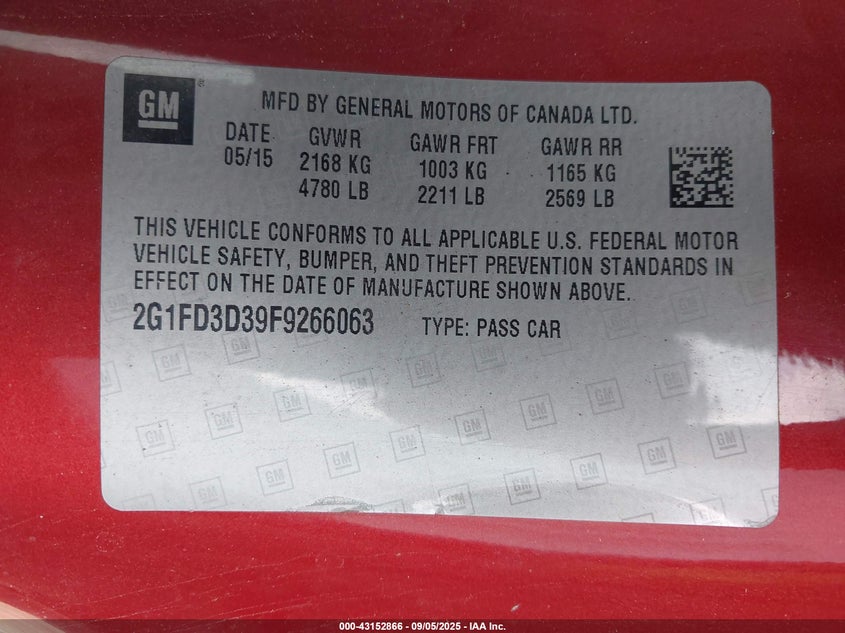 GM
MFD BY GENERAL MOTORS OF CANADA LTD.
DATE GVWR GAWR FRT GAWR RR
05/15 2168 KG 1003 KG 1165 KG
4780 LB 2211 LB 2569 LB
THIS VEHICLE CONFORMS TO ALL APPLICABLE U.S. FEDERAL MOTOR
VEHICLE SAFETY, BUMPER, AND THEFT PREVENTION STANDARDS IN
EFFECT ON THE DATE OF MANUFACTURE SHOWN ABOVE.
2G1FD3D39F9266063 TYPE: PASS CAR
000-43152866 - 09/05/2025 - IAA Inc.